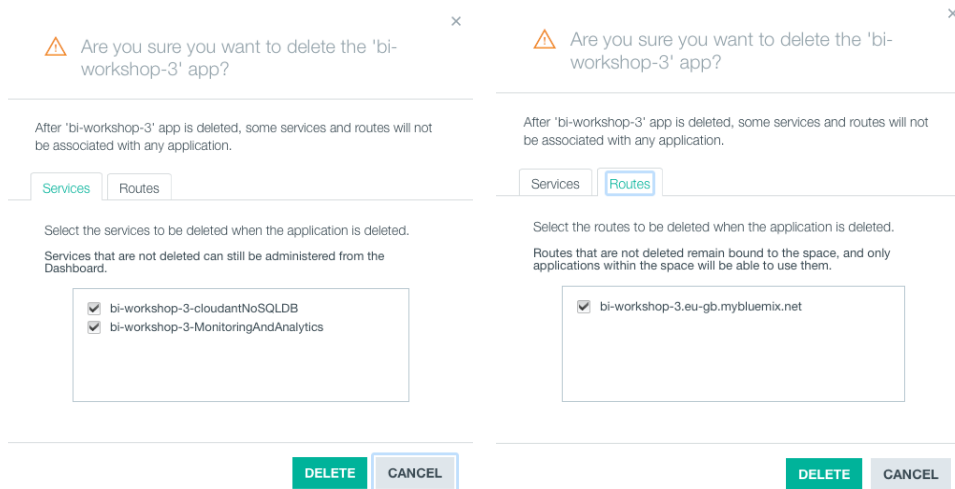 ×
Are you sure you want to delete the 'bi-
workshop-3' app?
After 'bi-workshop-3' app is deleted, some services and routes will not
be associated with any application.
Services
Routes
Select the services to be deleted when the application is deleted.
Services that are not deleted can still be administered from the
Dashboard.
bi-workshop-3-cloudantNoSQLDB
bi-workshop-3-MonitoringAndAnalytics
DELETE
CANCEL
×
Are you sure you want to delete the 'bi-
workshop-3' app?
After 'bi-workshop-3' app is deleted, some services and routes will not
be associated with any application.
Services
Routes
Select the routes to be deleted when the application is deleted.
Routes that are not deleted remain bound to the space, and only
applications within the space will be able to use them.
bi-workshop-3.eu-gb.mybluemix.net
DELETE
CANCEL